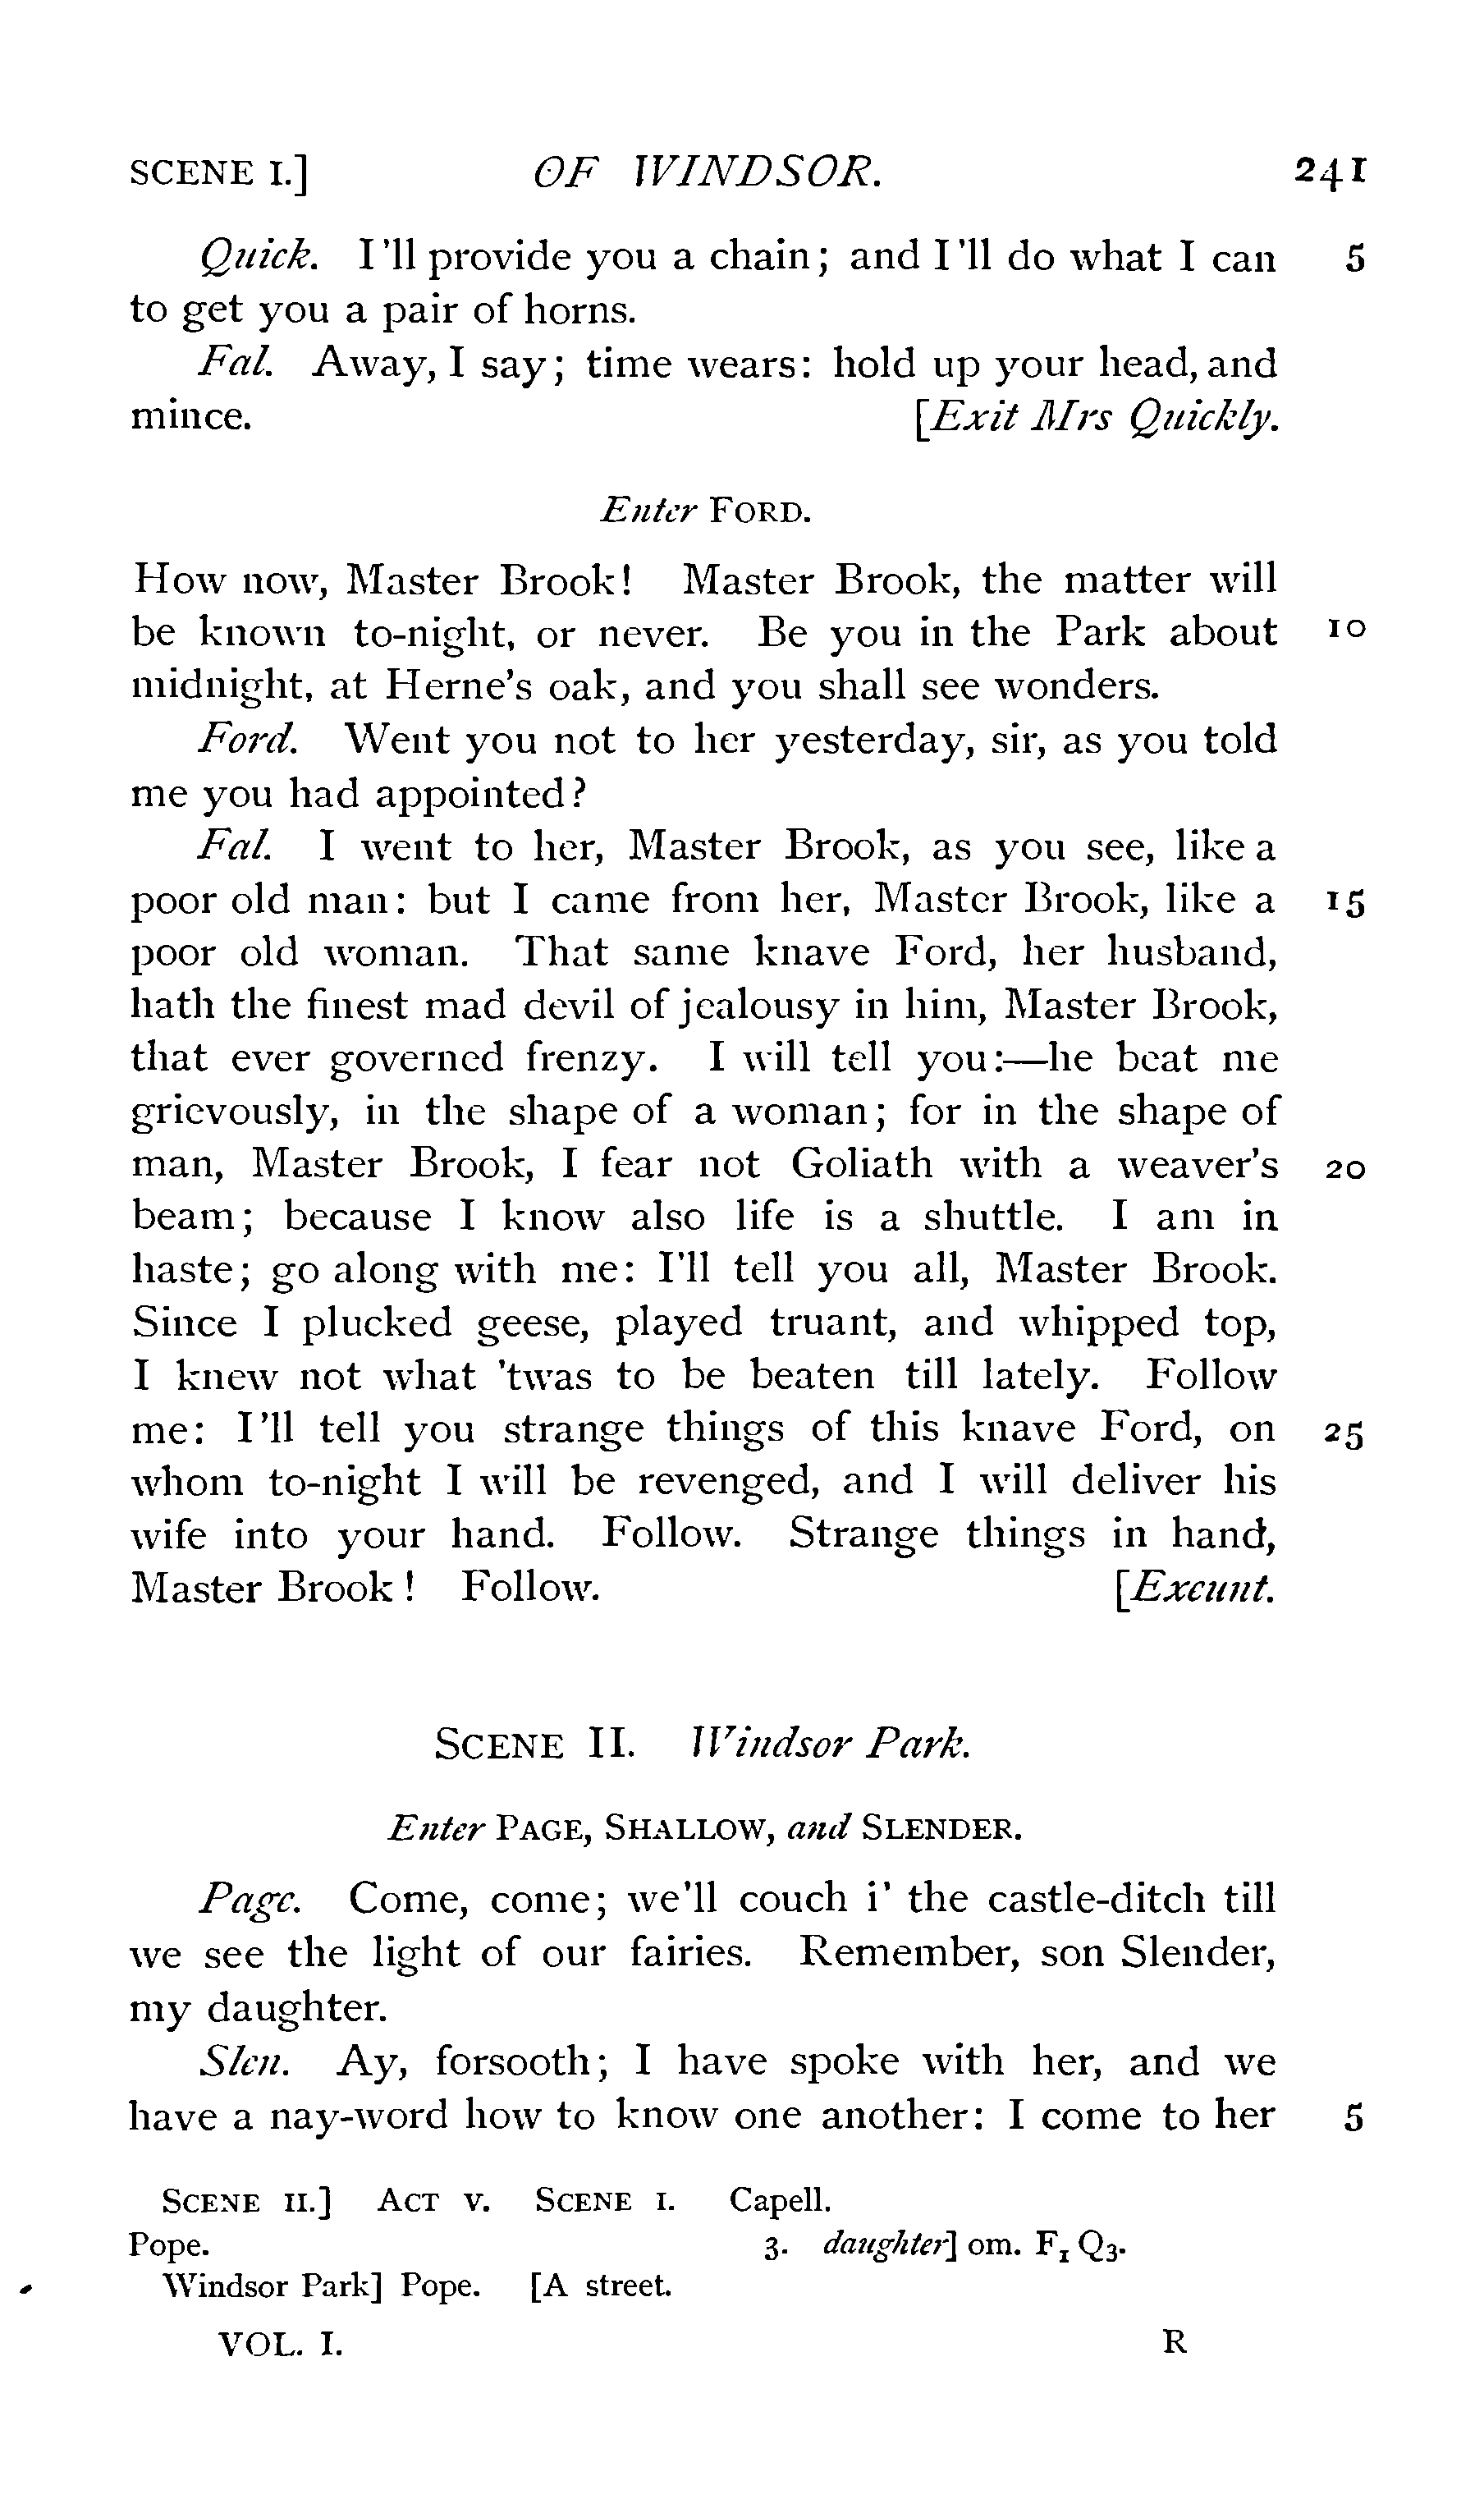 SCENE I.] OF WINDSOR. 241
Quick. I'll provide you a chain; and I'll do what I can 5
to get you a pair of horns.
Fal. Away, I say; time wears: hold up your head, and
mince. [Exit Mrs Quickly.
Enter FORD.
How now, Master Brook! Master Brook, the matter will
be known to-night, or never. Be you in the Park about 10
midnight, at Herne's oak, and you shall see wonders.
Ford. Went you not to her yesterday, sir, as you told
me you had appointed?
Fal. I went to her, Master Brook, as you see, like a
poor old man: but I came from her, Master Brook, like a 15
poor old woman. That same knave Ford, her husband,
hath the finest mad devil of jealousy in him, Master Brook,
that ever governed frenzy. I will tell you:—he beat me
grievously, in the shape of a woman; for in the shape of
man, Master Brook, I fear not Goliath with a weaver's 20
beam; because I know also life is a shuttle. I am in
haste; go along with me: I'll tell you all, Master Brook.
Since I plucked geese, played truant, and whipped top,
I knew not what 'twas to be beaten till lately. Follow
me: I'll tell you strange things of this knave Ford, on 25
whom to-night I will be revenged, and I will deliver his
wife into your hand. Follow. Strange things in hand,
Master Brook! Follow. [Exeunt.
SCENE II. Windsor Park.
Enter PAGE, SHALLOW, and SLENDER.
Page. Come, come; we'll couch i' the castle-ditch till
we see the light of our fairies. Remember, son Slender,
my daughter.
Slen. Ay, forsooth; I have spoke with her, and we
have a nay-word how to know one another: I come to her 5
SCENE II.] ACT V. SCENE I. Capell.
Pope. 3. daughter] om. F1 Q3.
Windsor Park] Pope. [A street.
VOL. I. R